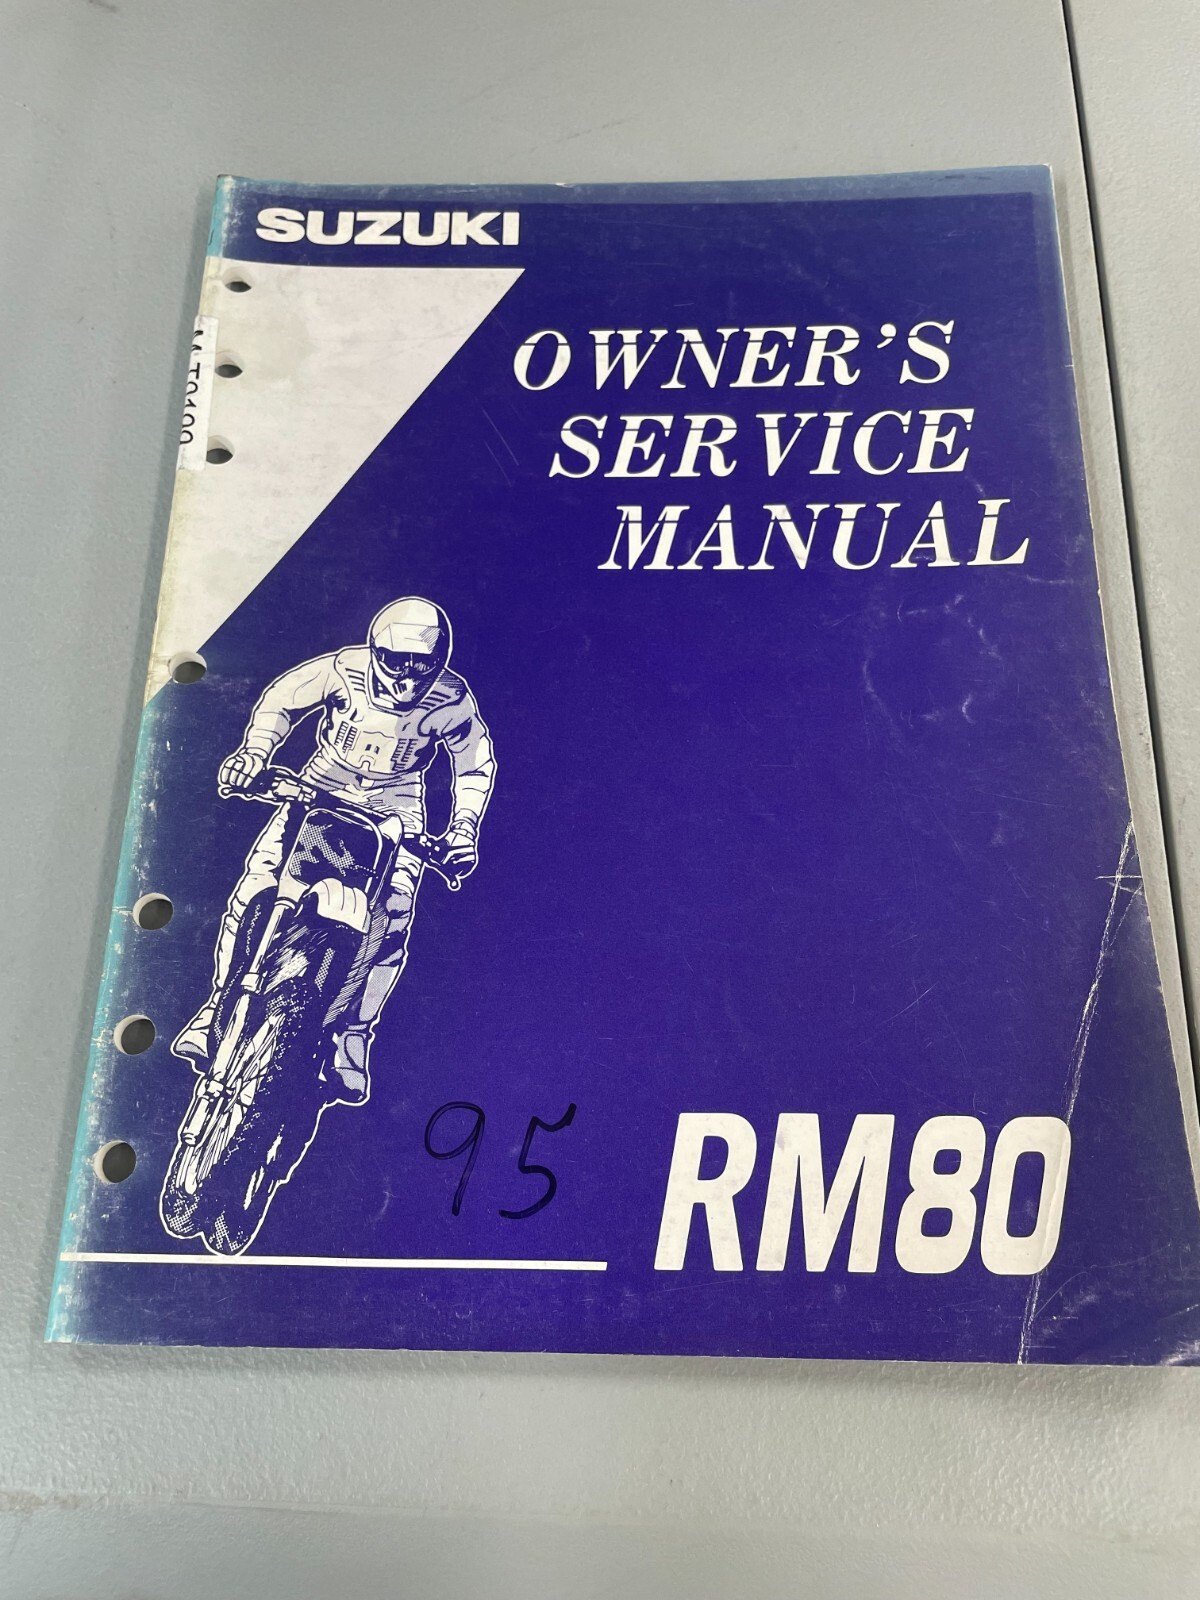 SUZUKI
OWNER'S
SERVICE
MANUAL
95
RM80